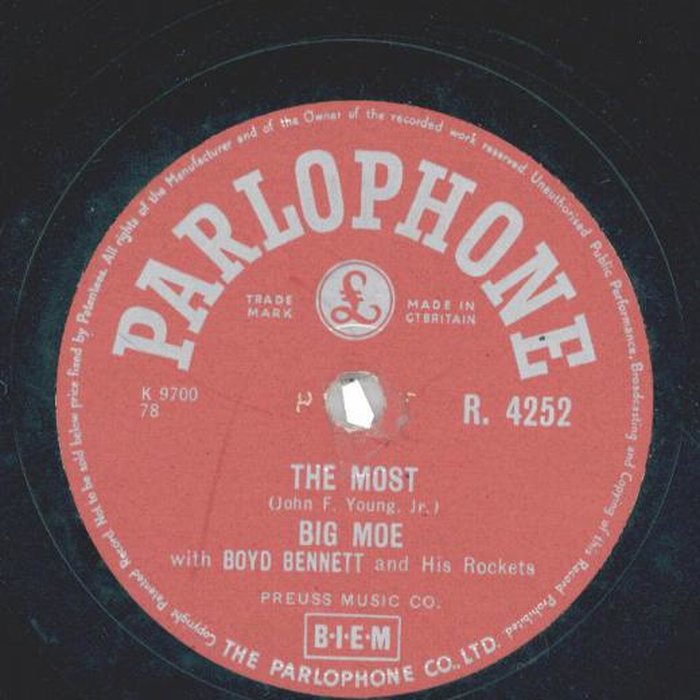 All rights of the Manufacturer and of the Owner of the recorded work reserved. Unauthorised Public Performance, Broadcasting and Copying of this Record Prohibited.
PARLOPHONE
£
TRADE MARK
MADE IN GTBRITAIN
K 9700
78
R. 4252
THE MOST
(John F. Young, Jr.)
BIG MOE
with BOYD BENNETT and His Rockets
PREUSS MUSIC CO.
B·I·E·M
Copyright Patented Record Not to be sold below price fixed by Patentees.
THE PARLOPHONE CO., LTD.